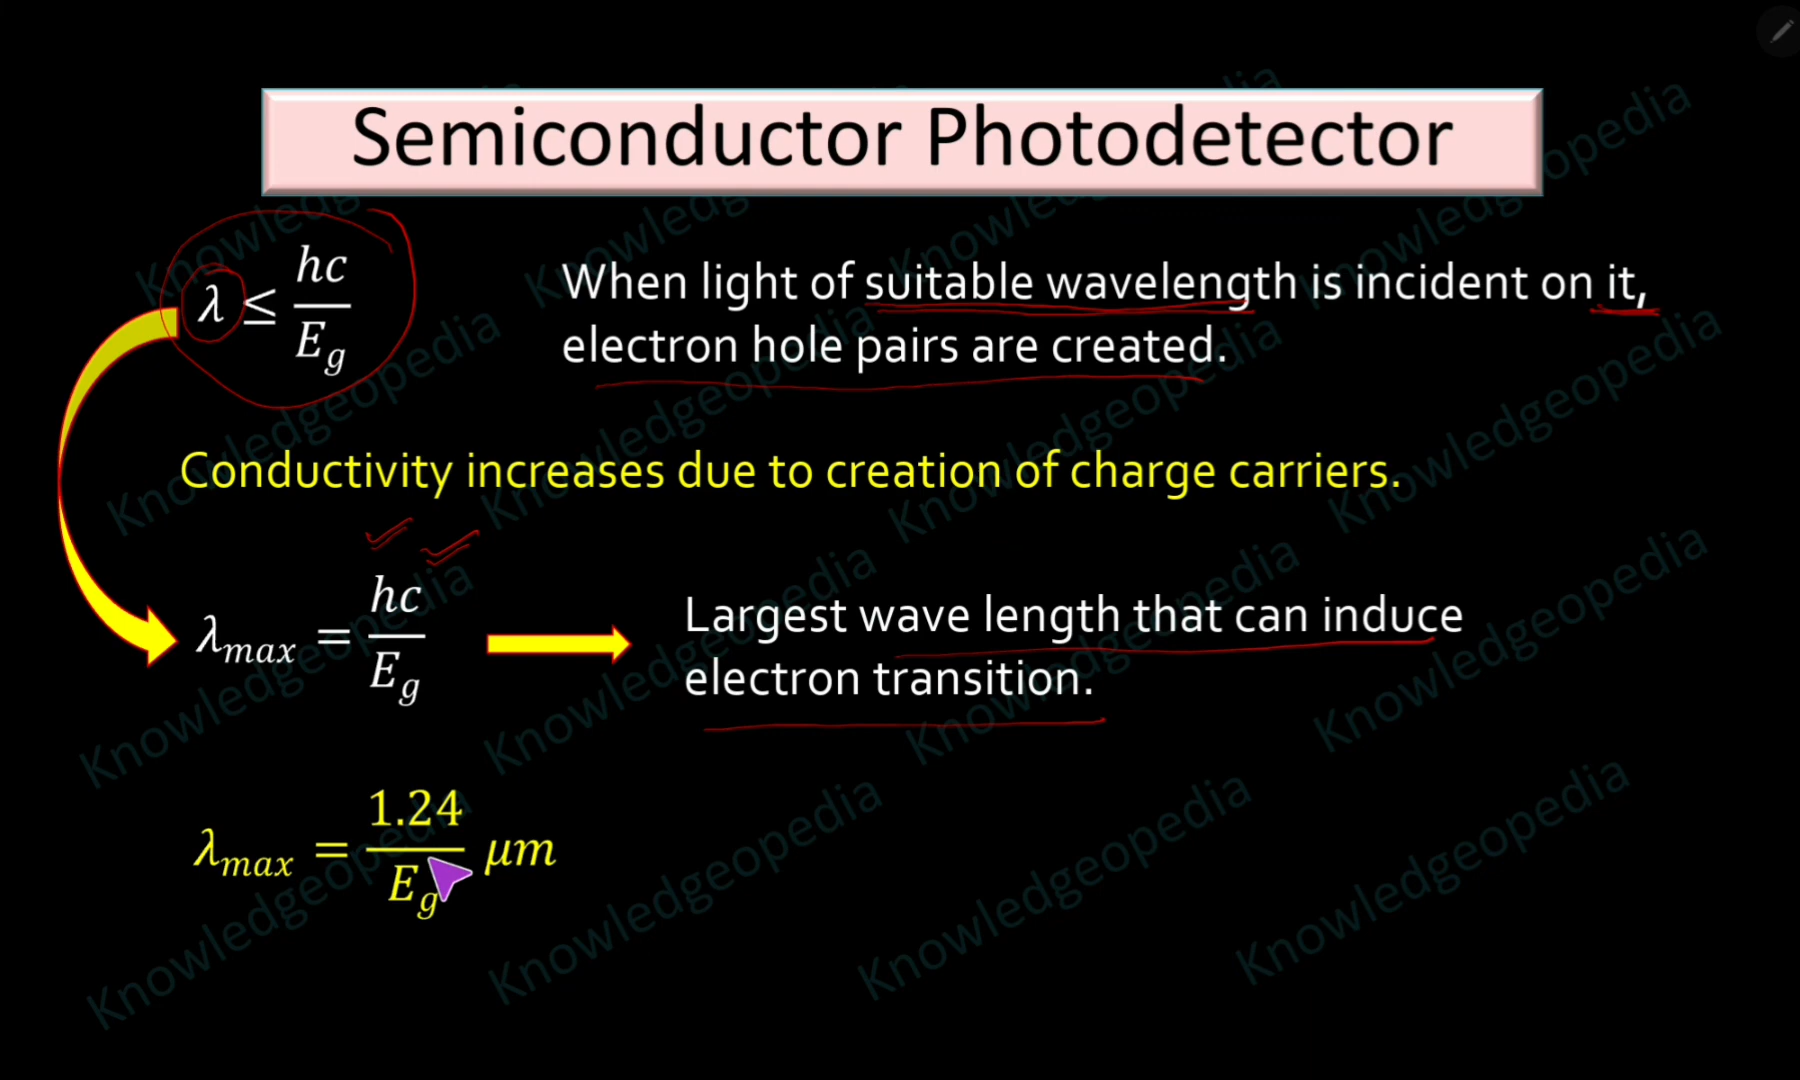 Semiconductor Photodetector
λ ≤ hc/E_g
When light of suitable wavelength is incident on it,
electron hole pairs are created.
Conductivity increases due to creation of charge carriers.
λ_max = hc/E_g
Largest wave length that can induce
electron transition.
λ_max = 1.24/E_g μm
Knowledgeopedia